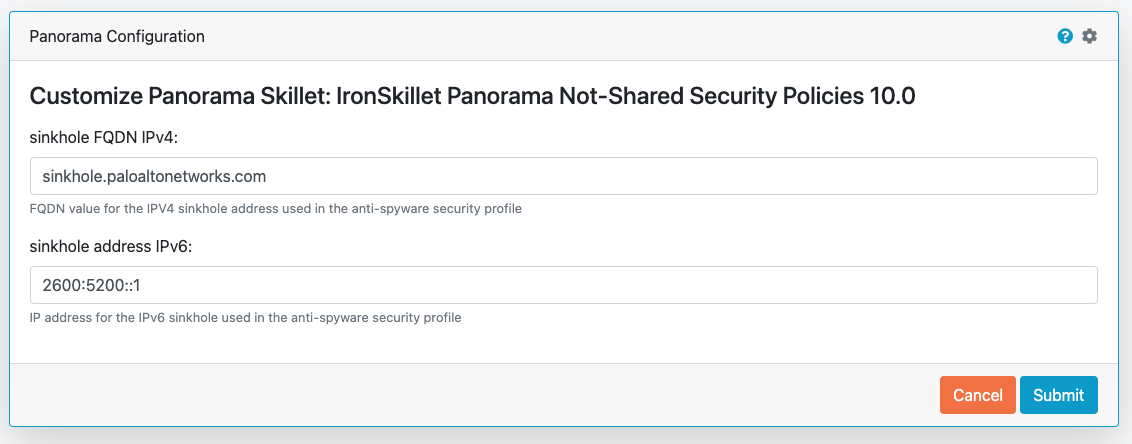 Panorama Configuration
Customize Panorama Skillet: IronSkillet Panorama Not-Shared Security Policies 10.0
sinkhole FQDN IPv4:
sinkhole.paloaltonetworks.com
FQDN value for the IPV4 sinkhole address used in the anti-spyware security profile
sinkhole address IPv6:
2600:5200::1
IP address for the IPv6 sinkhole used in the anti-spyware security profile
Cancel Submit